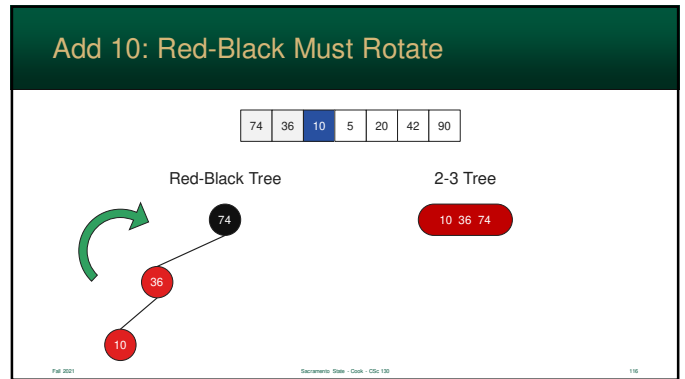 Add 10: Red-Black Must Rotate
74 36 10 5 20 42 90
Red-Black Tree
2-3 Tree
74
10 36 74
36
10
Fall 2021
Sacramento State - Cook - CSc 130
116